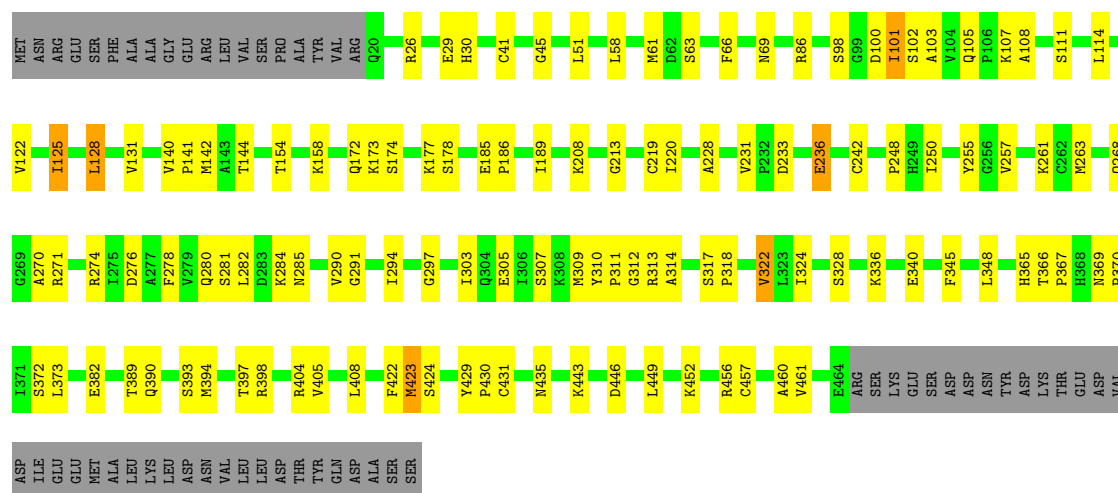 MET ASN ARG GLU SER PHE ALA ALA GLY GLU ARG LEU VAL SER PRO ALA TYR VAL ARG Q20 R26 E29 H30 C41 G45 L51 L58 M61 D62 S63 F66 N69 R86 S98 G99 D100 I101 S102 A103 V104 Q105 P106 K107 A108 S111 L114
V122 I125 L128 V131 V140 P141 M142 A143 T144 T154 K158 Q172 K173 S174 K177 S178 E185 P186 I189 K208 G213 C219 I220 A228 V231 P232 D233 E236 C242 P248 H249 I250 Y255 G256 V257 K261 C262 M263
G269 A270 R271 R274 I275 D276 A277 F278 V279 Q280 S281 L282 D283 K284 N285 V290 G291 I294 G297 I303 Q304 E305 I306 S307 K308 M309 Y310 P311 G312 R313 A314 S317 P318 V322 L323 I324 S328 K336 E340 F345 L348 H365 T366 P367 H368 N369
I371 S372 L373 E382 T389 Q390 S393 M394 T397 R398 R404 V405 L408 F422 M423 S424 Y429 P430 C431 N435 K443 D446 L449 K452 R456 C457 A460 V461 E464 ARG SER LYS GLU SER ASP ASP ASN TYR ASP LYS THR GLU ASP VAL
ASP ILE GLU GLU MET ALA LEU LYS LEU ASP ASN VAL LEU LEU ASP THR TYR GLN ASP ALA SER SER